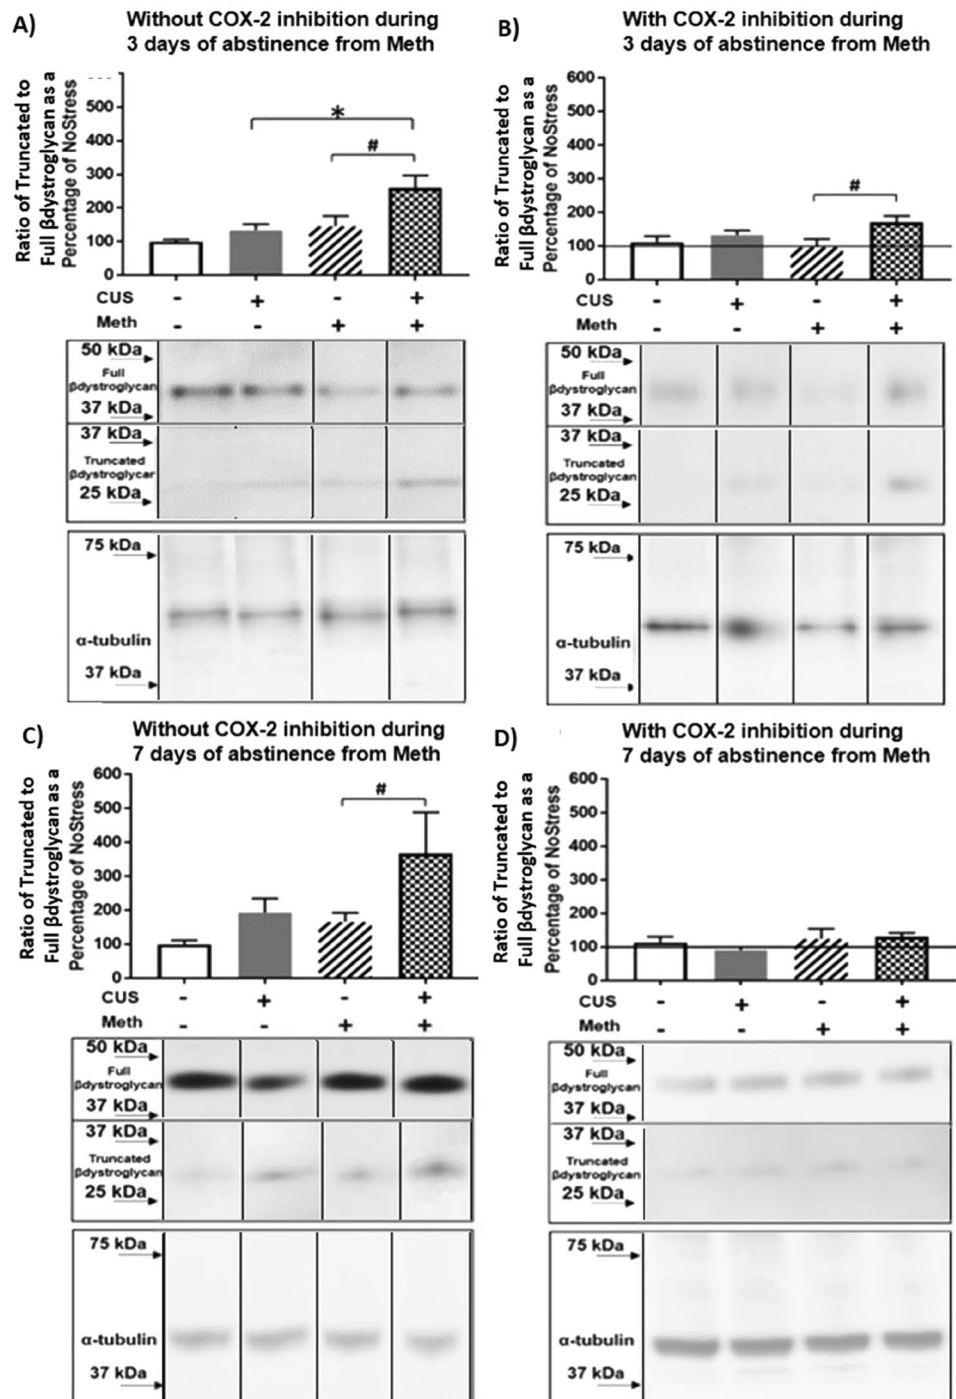 A)
Without COX-2 inhibition during
3 days of abstinence from Meth
Ratio of Truncated to
Full βdystroglycan as a
Percentage of NoStress
500
400
300
200
100
0
*
#
CUS - + - +
Meth - - + +
50 kDa
Full
βdystroglycan
37 kDa
37 kDa
Truncated
βdystroglycar
25 kDa
75 kDa
α-tubulin
37 kDa
B)
With COX-2 inhibition during
3 days of abstinence from Meth
Ratio of Truncated to
Full βdystroglycan as a
Percentage of NoStress
600
500
400
300
200
100
0
#
CUS - + - +
Meth - - + +
50 kDa
Full
βdystroglycan
37 kDa
37 kDa
Truncated
βdystroglycan
25 kDa
75 kDa
α-tubulin
37 kDa
C)
Without COX-2 inhibition during
7 days of abstinence from Meth
Ratio of Truncated to
Full βdystroglycan as a
Percentage of NoStress
600
500
400
300
200
100
0
#
CUS - + - +
Meth - - + +
50 kDa
Full
βdystroglycan
37 kDa
37 kDa
Truncated
βdystroglycan
25 kDa
75 kDa
α-tubulin
37 kDa
D)
With COX-2 inhibition during
7 days of abstinence from Meth
Ratio of Truncated to
Full βdystroglycan as a
Percentage of NoStress
600
500
400
300
200
100
0
CUS - + - +
Meth - - + +
50 kDa
Full
βdystroglycan
37 kDa
37 kDa
Truncated
βdystroglycan
25 kDa
75 kDa
α-tubulin
37 kDa